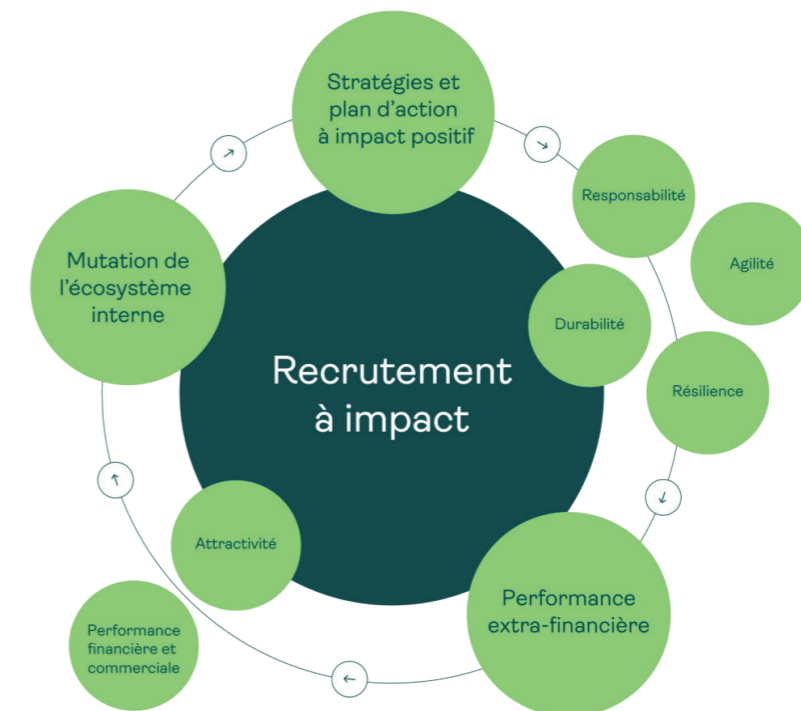 Stratégies et
plan d'action
à impact positif
Responsabilité
Agilité
Mutation de
l'écosystème
interne
Durabilité
Résilience
Recrutement
à impact
Attractivité
Performance
extra-financière
Performance
financière et
commerciale